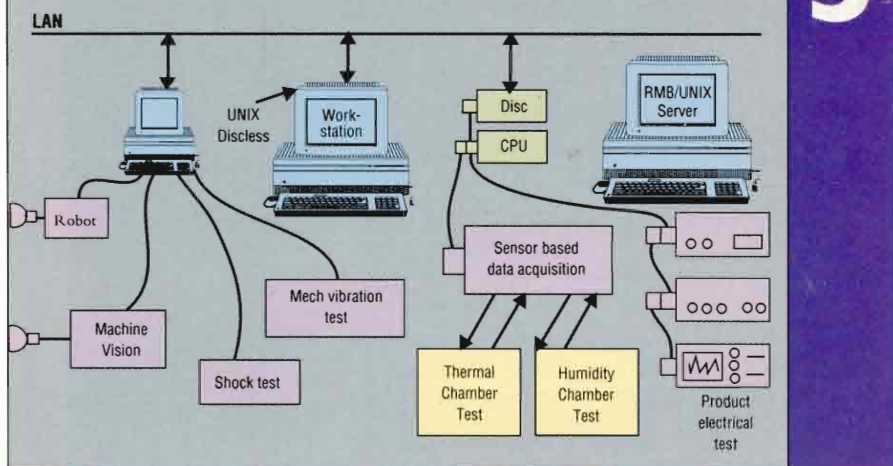 LAN
UNIX
Discless
Work-
station
Disc
CPU
RMB/UNIX
Server
Robot
Machine
Vision
Shock test
Mech vibration
test
Sensor based
data acquisition
Thermal
Chamber
Test
Humidity
Chamber
Test
Product
electrical
test